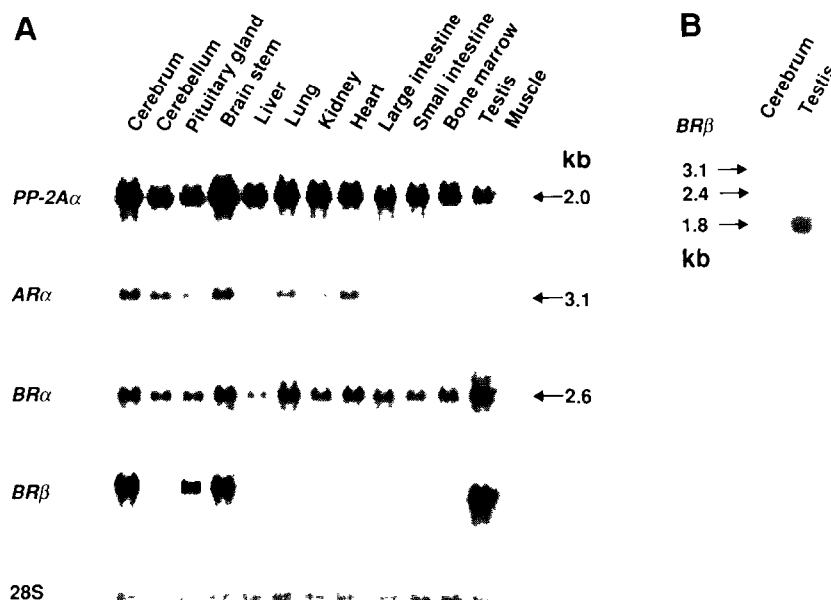 A
Cerebrum
Cerebellum
Pituitary gland
Brain stem
Liver
Lung
Kidney
Heart
Large intestine
Small intestine
Bone marrow
Testis
Muscle
kb
PP-2Aα
2.0
ARα
3.1
BRα
2.6
BRβ
28S
B
Cerebrum
Testis
BRβ
3.1
2.4
1.8
kb